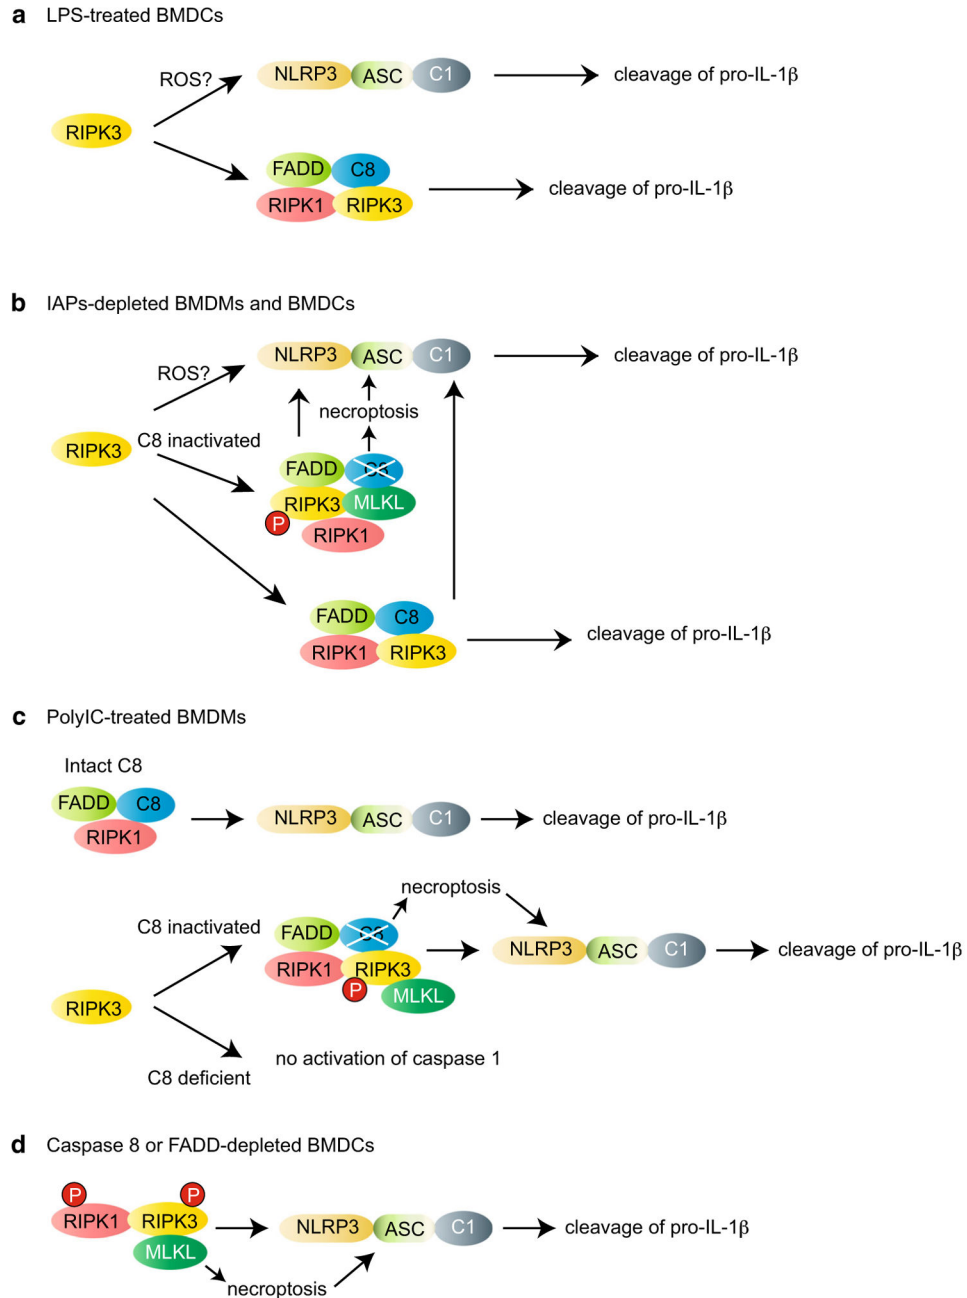 a LPS-treated BMDCs
ROS?
NLRP3 ASC C1
cleavage of pro-IL-1β
RIPK3
FADD C8
RIPK1 RIPK3
cleavage of pro-IL-1β
b IAPs-depleted BMDMs and BMDCs
NLRP3 ASC C1
cleavage of pro-IL-1β
ROS?
necroptosis
RIPK3
C8 inactivated
FADD C8
RIPK3 MLKL
P
RIPK1
FADD C8
RIPK1 RIPK3
cleavage of pro-IL-1β
c PolyIC-treated BMDMs
Intact C8
FADD C8
RIPK1
NLRP3 ASC C1
cleavage of pro-IL-1β
necroptosis
C8 inactivated
FADD C8
RIPK1 RIPK3
P
MLKL
NLRP3 ASC C1
cleavage of pro-IL-1β
RIPK3
no activation of caspase 1
C8 deficient
d Caspase 8 or FADD-depleted BMDCs
P P
RIPK1 RIPK3
MLKL
NLRP3 ASC C1
cleavage of pro-IL-1β
necroptosis